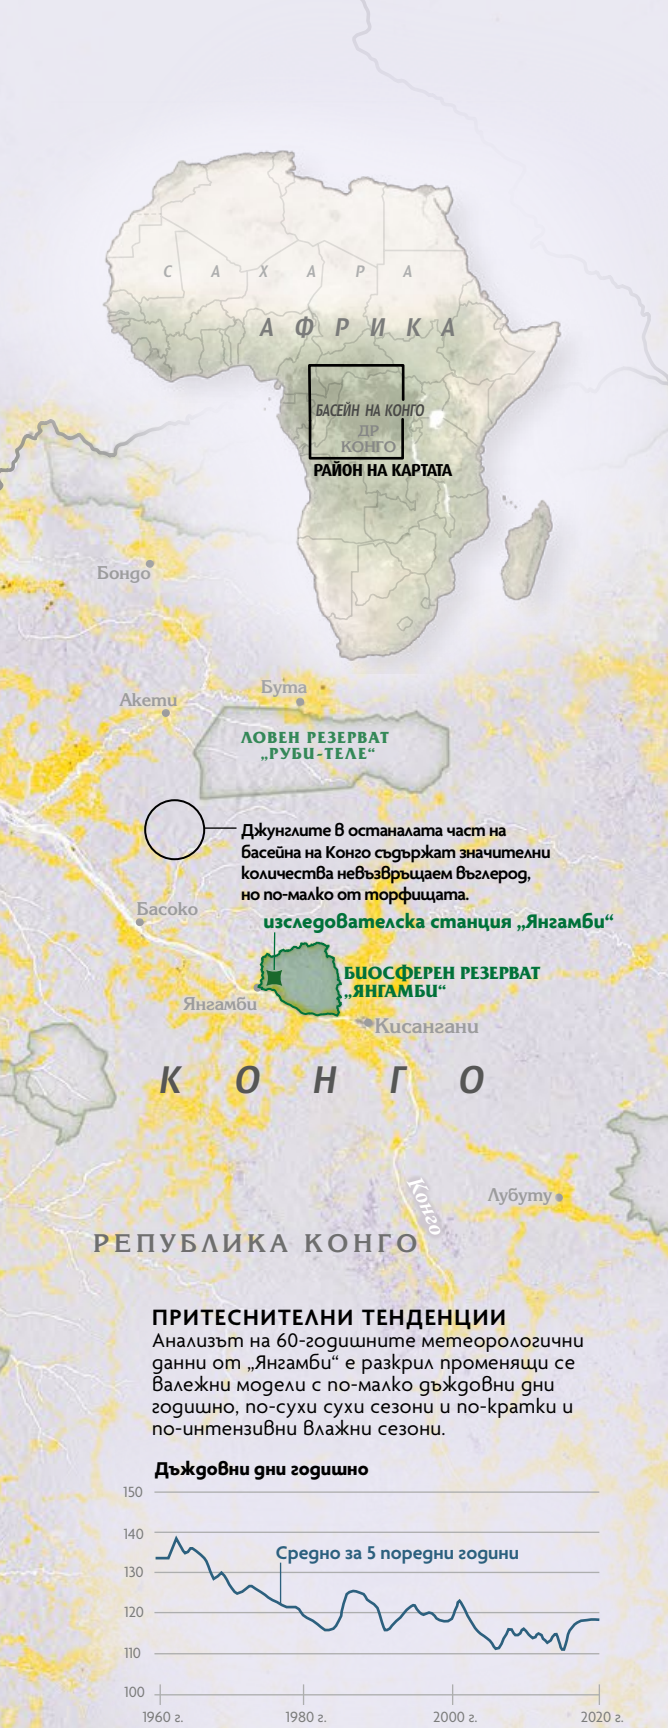 САХАРА
АФРИКА
БАСЕЙН НА КОНГО
ДР
КОНГО
РАЙОН НА КАРТАТА
Бондо
Бута
Акети
ЛОВЕН РЕЗЕРВАТ
„РУБИ-ТЕЛЕ“
Джунглите в останалата част на
басейна на Конго съдържат значителни
количества невъзвръщаем въглерод,
но по-малко от торфищата.
Басоко
изследователска станция „Янгамби“
БИОСФЕРЕН РЕЗЕРВАТ
„ЯНГАМБИ“
Янгамби
Кисангани
КОНГО
Лубуту
Конго
РЕПУБЛИКА КОНГО
ПРИТЕСНИТЕЛНИ ТЕНДЕНЦИИ
Анализът на 60-годишните метеорологични
данни от „Янгамби“ е разкрил променящи се
валежни модели с по-малко дъждовни дни
годишно, по-сухи сухи сезони и по-кратки и
по-интензивни влажни сезони.
Дъждовни дни годишно
150
140
Средно за 5 поредни години
130
120
110
100
1960 г. 1980 г. 2000 г. 2020 г.